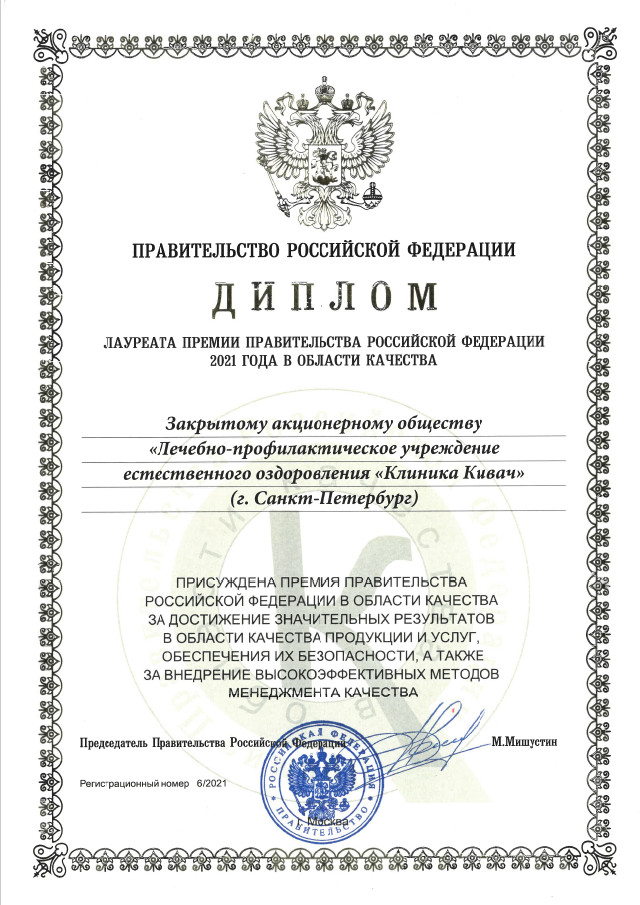 ПРАВИТЕЛЬСТВО РОССИЙСКОЙ ФЕДЕРАЦИИ
ДИПЛОМ
ЛАУРЕАТА ПРЕМИИ ПРАВИТЕЛЬСТВА РОССИЙСКОЙ ФЕДЕРАЦИИ
2021 ГОДА В ОБЛАСТИ КАЧЕСТВА
Закрытому акционерному обществу
«Лечебно-профилактическое учреждение
естественного оздоровления «Клиника Кивач»
(г. Санкт-Петербург)
ПРИСУЖДЕНА ПРЕМИЯ ПРАВИТЕЛЬСТВА
РОССИЙСКОЙ ФЕДЕРАЦИИ В ОБЛАСТИ КАЧЕСТВА
ЗА ДОСТИЖЕНИЕ ЗНАЧИТЕЛЬНЫХ РЕЗУЛЬТАТОВ
В ОБЛАСТИ КАЧЕСТВА ПРОДУКЦИИ И УСЛУГ,
ОБЕСПЕЧЕНИЯ ИХ БЕЗОПАСНОСТИ, А ТАКЖЕ
ЗА ВНЕДРЕНИЕ ВЫСОКОЭФФЕКТИВНЫХ МЕТОДОВ
МЕНЕДЖМЕНТА КАЧЕСТВА
Председатель Правительства Российской Федерации М.Мишустин
РОССИЙСКАЯ ФЕДЕРАЦИЯ
ПРАВИТЕЛЬСТВО
Регистрационный номер 6/2021
г. Москва